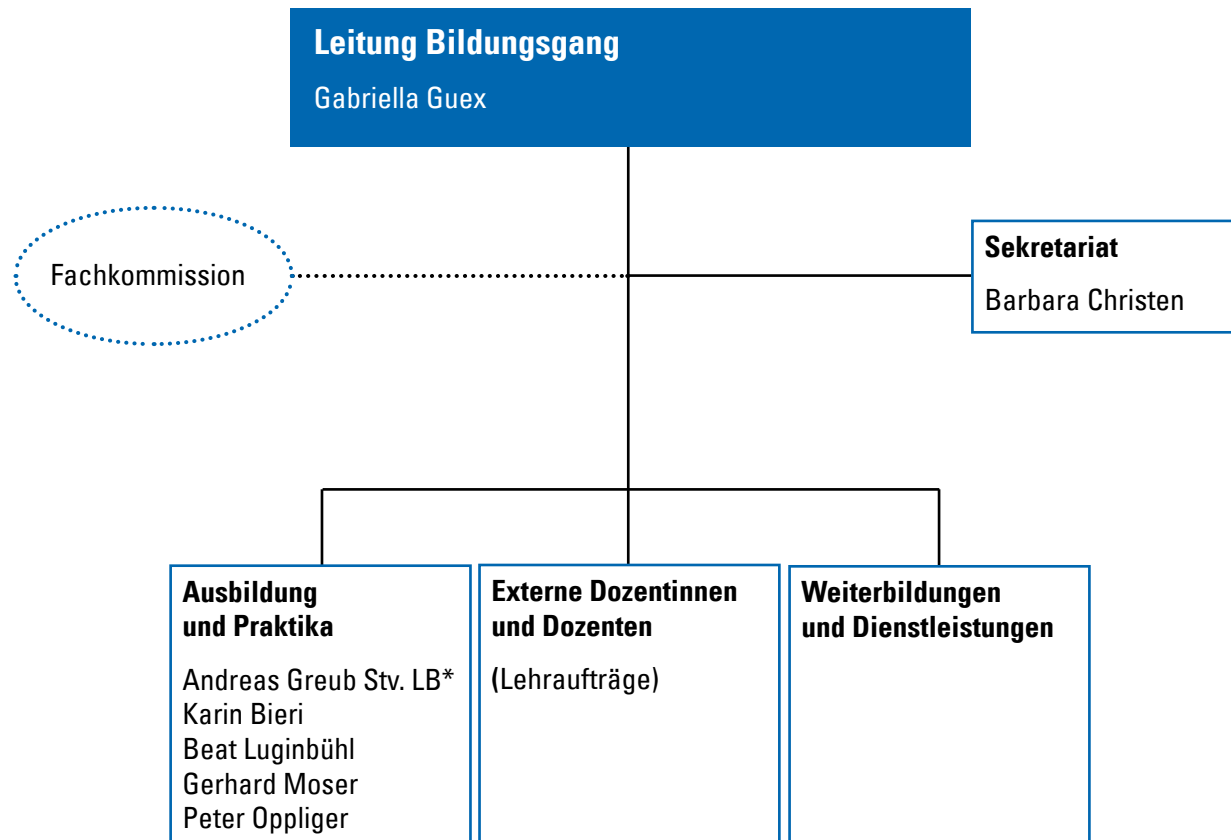 Leitung Bildungsgang
Gabriella Guex
Fachkommission
Sekretariat
Barbara Christen
Ausbildung
und Praktika
Andreas Greub Stv. LB*
Karin Bieri
Beat Luginbühl
Gerhard Moser
Peter Oppliger
Externe Dozentinnen
und Dozenten
(Lehraufträge)
Weiterbildungen
und Dienstleistungen